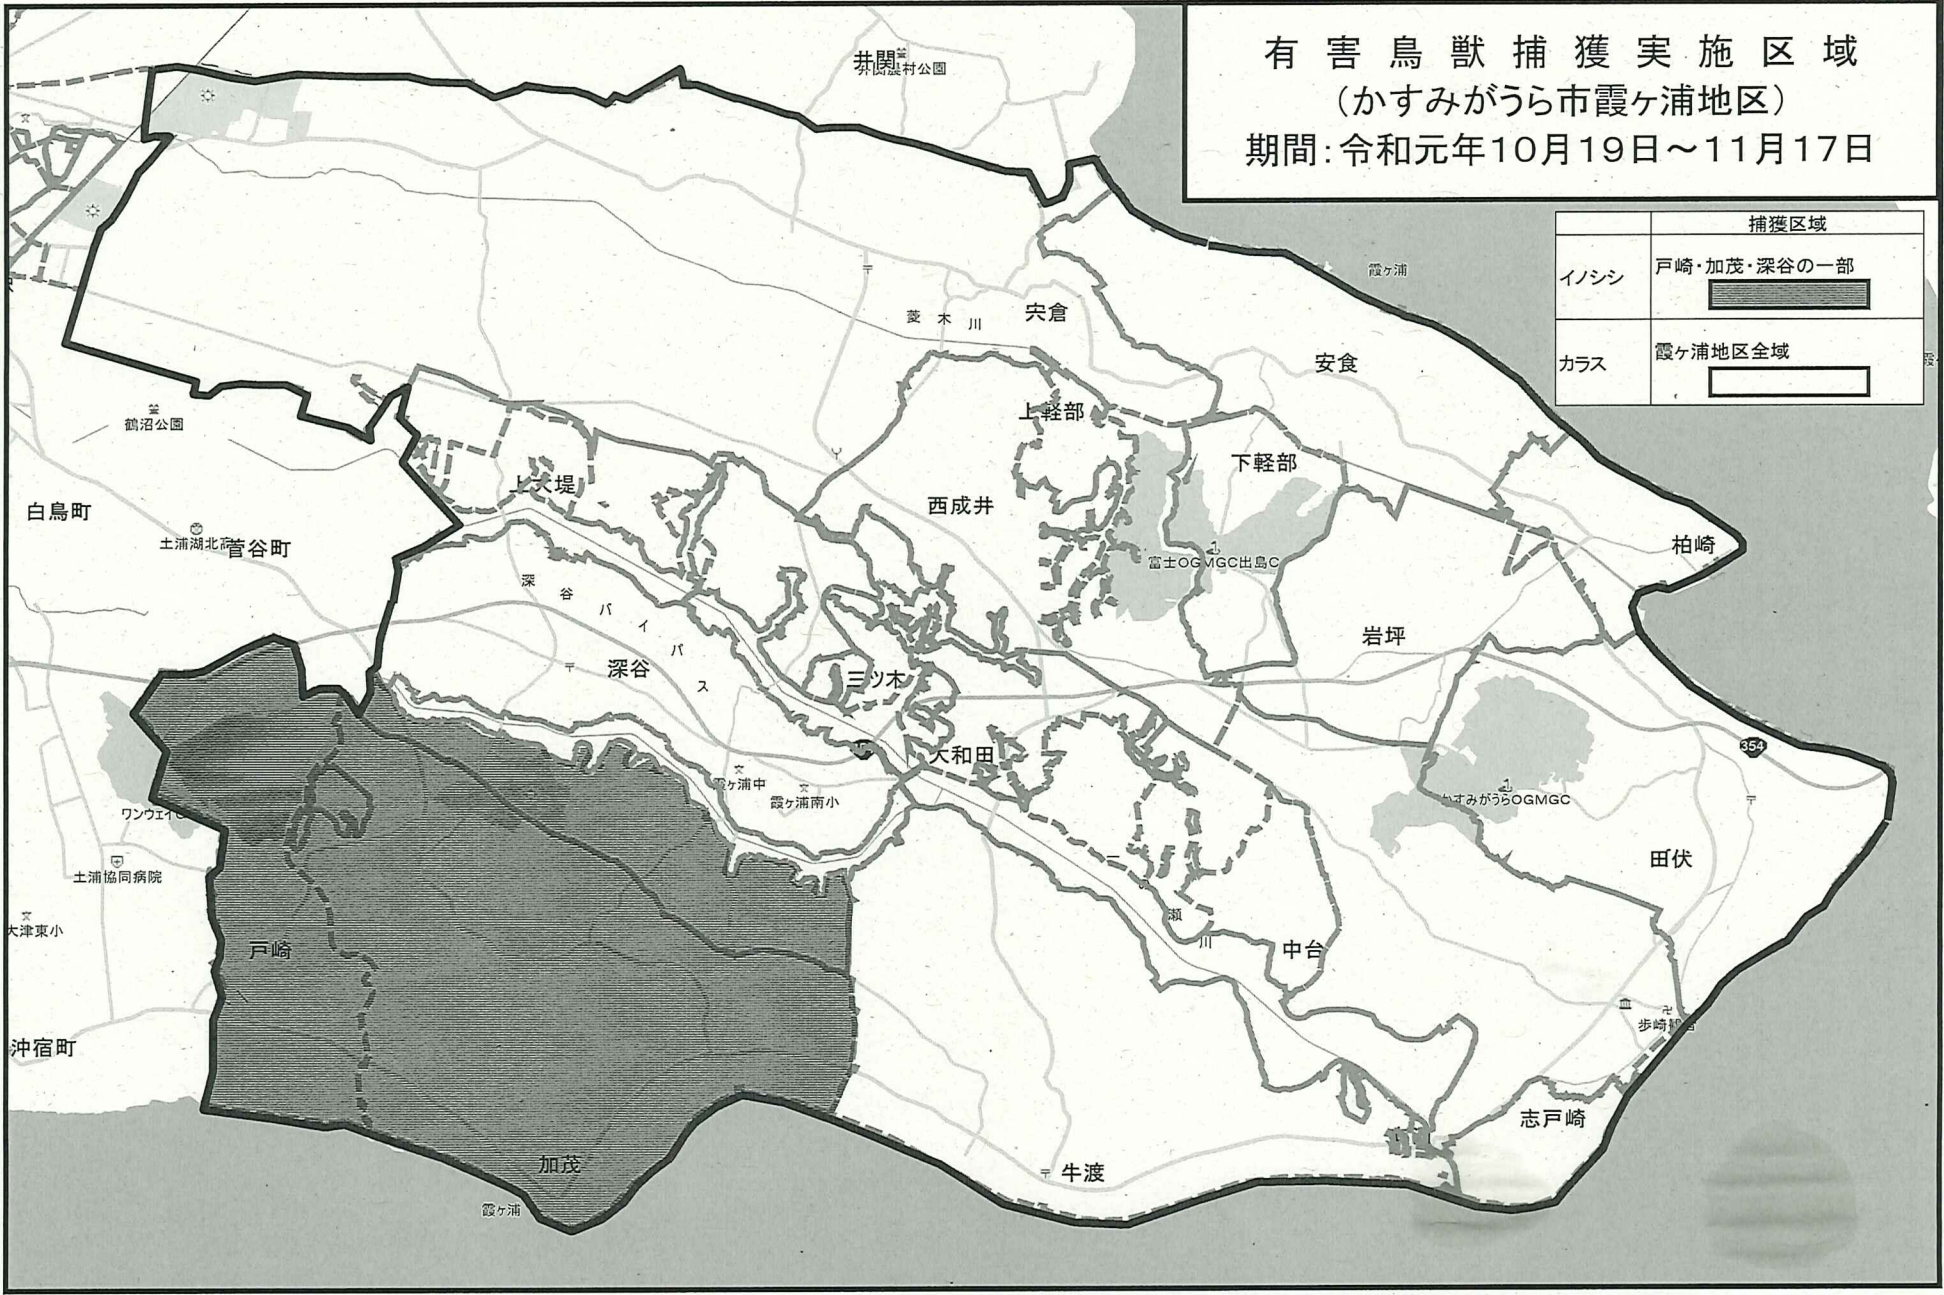 有害鳥獣捕獲実施区域
（かすみがうら市霞ヶ浦地区）
期間：令和元年10月19日～11月17日
捕獲区域
イノシシ
戸崎・加茂・深谷の一部
カラス
霞ヶ浦地区全域
井関
村公園
霞ヶ浦
菱木川
宍倉
安食
上軽部
下軽部
鶴沼公園
上大堤
西成井
白鳥町
土浦湖北高
菅谷町
柏崎
富士OGMGC出島C
深谷バイパス
岩坪
深谷
三ツ木
大和田
354
霞ヶ浦中
霞ヶ浦南小
かすみがうらOGMGC
ワンウェイ
田伏
土浦協同病院
一の瀬川
大津東小
戸崎
中台
歩崎観音
沖宿町
志戸崎
加茂
牛渡
霞ヶ浦